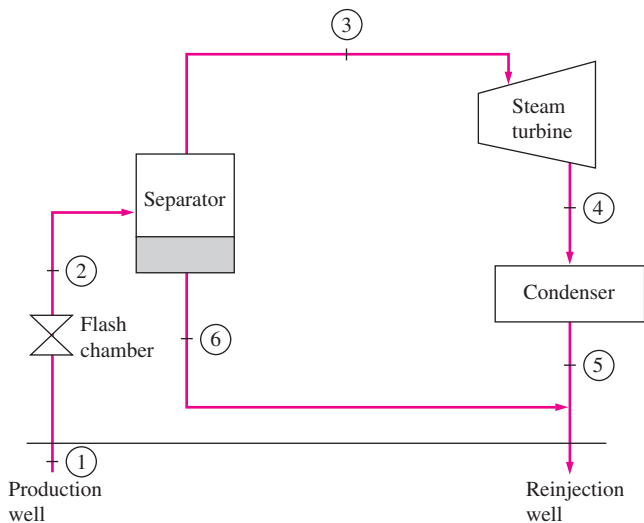 3
Steam
turbine
Separator
4
2
Condenser
Flash
chamber
6
5
1
Production
well
Reinjection
well